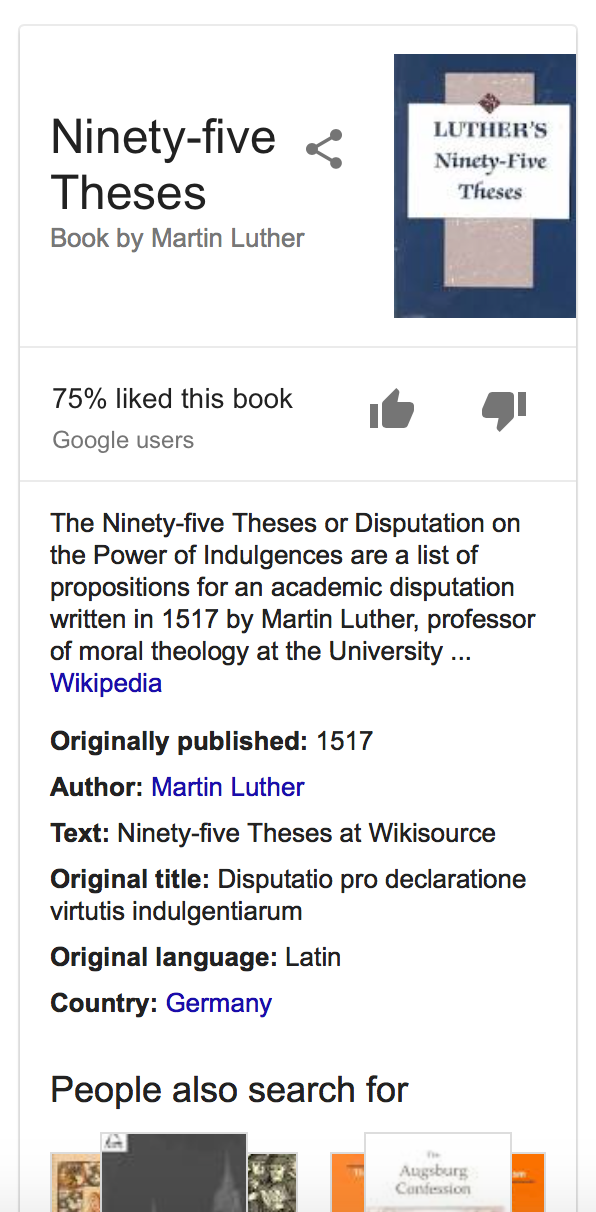 Ninety-five
Theses
Book by Martin Luther
LUTHER'S
Ninety-Five
Theses
75% liked this book
Google users
The Ninety-five Theses or Disputation on
the Power of Indulgences are a list of
propositions for an academic disputation
written in 1517 by Martin Luther, professor
of moral theology at the University ...
Wikipedia
Originally published: 1517
Author: Martin Luther
Text: Ninety-five Theses at Wikisource
Original title: Disputatio pro declaratione
virtutis indulgentiarum
Original language: Latin
Country: Germany
People also search for
The
Augsburg
Confession